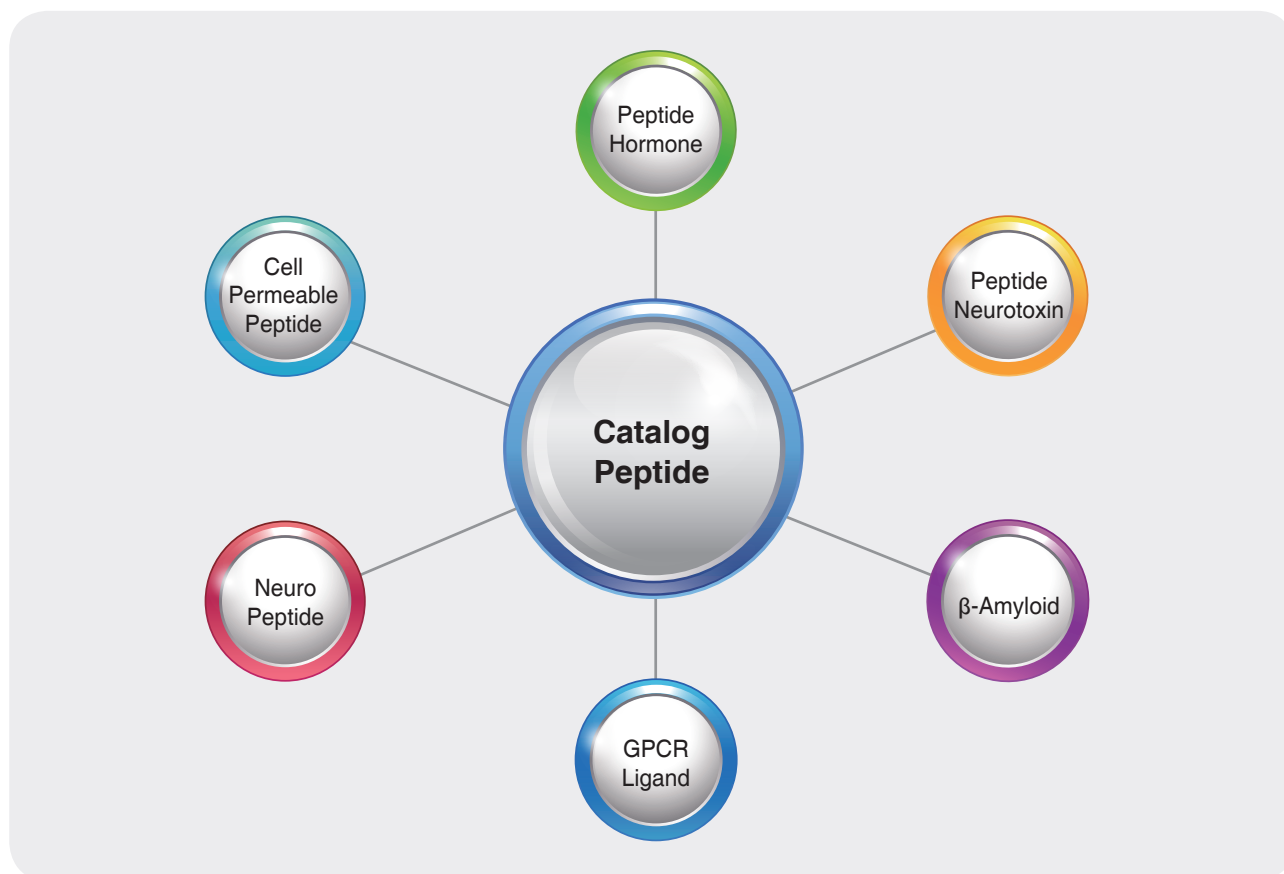 Peptide
Hormone
Cell
Permeable
Peptide
Peptide
Neurotoxin
Catalog
Peptide
Neuro
Peptide
β-Amyloid
GPCR
Ligand